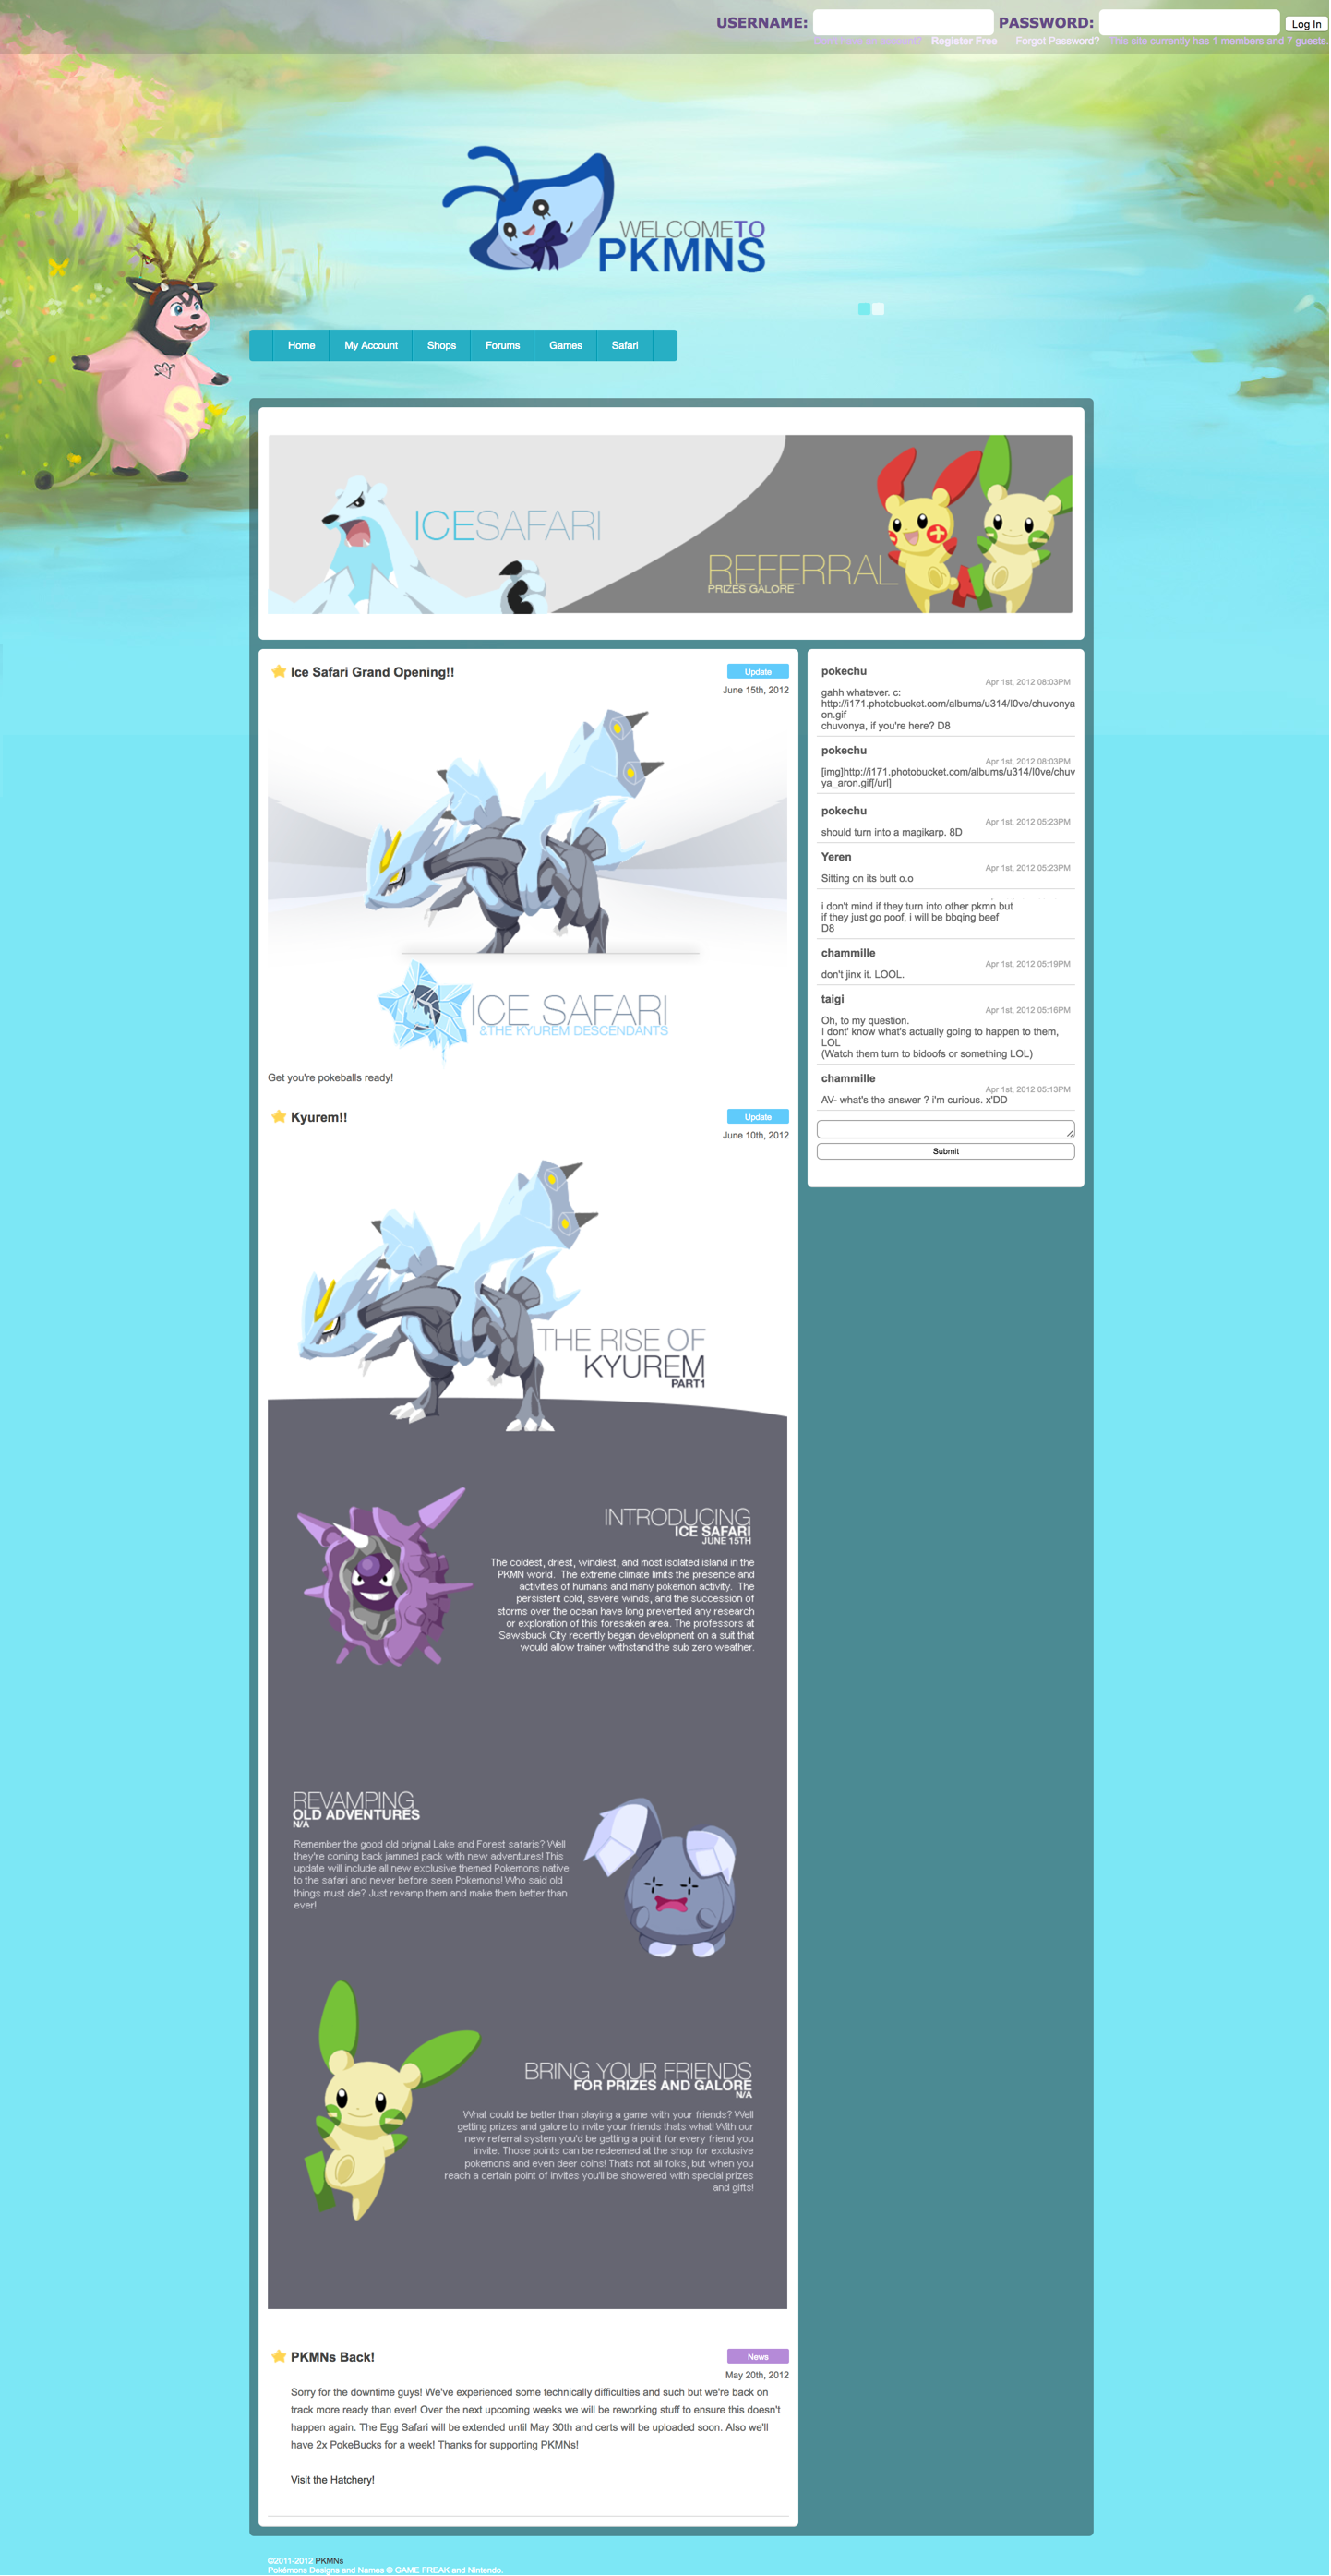 USERNAME: PASSWORD: Log In
Register Free Forgot Password? This site currently has 1 members and 7 guests.
WELCOMETO
PKMNS
Home My Account Shops Forums Games Safari
ICESAFARI
REFERRAL
PRIZES GALORE
Ice Safari Grand Opening!!
Update
June 15th, 2012
ICE SAFARI
&THE KYUREM DESCENDANTS
Get you're pokeballs ready!
Kyurem!!
Update
June 10th, 2012
THE RISE OF
KYUREM
PART1
INTRODUCING
ICE SAFARI
JUNE 15TH
The coldest, driest, windiest, and most isolated island in the
PKMN world. The extreme climate limits the presence and
activities of humans and many pokemon activity. The
persistent cold, severe winds, and the succession of
storms over the ocean have long prevented any research
or exploration of this foresaken area. The professors at
Sawsbuck City recently began development on a suit that
would allow trainer withstand the sub zero weather.
REVAMPING
OLD ADVENTURES
N/A
Remember the good old orignal Lake and Forest safaris? Well
they're coming back jammed pack with new adventures! This
update will include all new exclusive themed Pokemons native
to the safari and never before seen Pokemons! Who said old
things must die? Just revamp them and make them better than
ever!
BRING YOUR FRIENDS
FOR PRIZES AND GALORE
N/A
What could be better than playing a game with your friends? Well
getting prizes and galore to invite your friends thats what! With our
new referral system you'd be getting a point for every friend you
invite. Those points can be redeemed at the shop for exclusive
pokemons and even deer coins! Thats not all folks, but when you
reach a certain point of invites you'll be showered with special prizes
and gifts!
PKMNs Back!
News
May 20th, 2012
Sorry for the downtime guys! We've experienced some technically difficulties and such but we're back on
track more ready than ever! Over the next upcoming weeks we will be reworking stuff to ensure this doesn't
happen again. The Egg Safari will be extended until May 30th and certs will be uploaded soon. Also we'll
have 2x PokeBucks for a week! Thanks for supporting PKMNs!
Visit the Hatchery!
pokechu
Apr 1st, 2012 08:03PM
gahh whatever. c:
http://i171.photobucket.com/albums/u314/l0ve/chuvonya
on.gif
chuvonya, if you're here? D8
pokechu
Apr 1st, 2012 08:03PM
[img]http://i171.photobucket.com/albums/u314/l0ve/chuv
ya_aron.gif[/url]
pokechu
Apr 1st, 2012 05:23PM
should turn into a magikarp. 8D
Yeren
Apr 1st, 2012 05:23PM
Sitting on its butt o.o
i don't mind if they turn into other pkmn but
if they just go poof, i will be bbqing beef
D8
chammille
Apr 1st, 2012 05:19PM
don't jinx it. LOOL.
taigi
Apr 1st, 2012 05:16PM
Oh, to my question.
I dont' know what's actually going to happen to them,
LOL
(Watch them turn to bidoofs or something LOL)
chammille
Apr 1st, 2012 05:13PM
AV- what's the answer ? i'm curious. x'DD
Submit
©2011-2012 PKMNs
Pokémons Designs and Names © GAME FREAK and Nintendo.